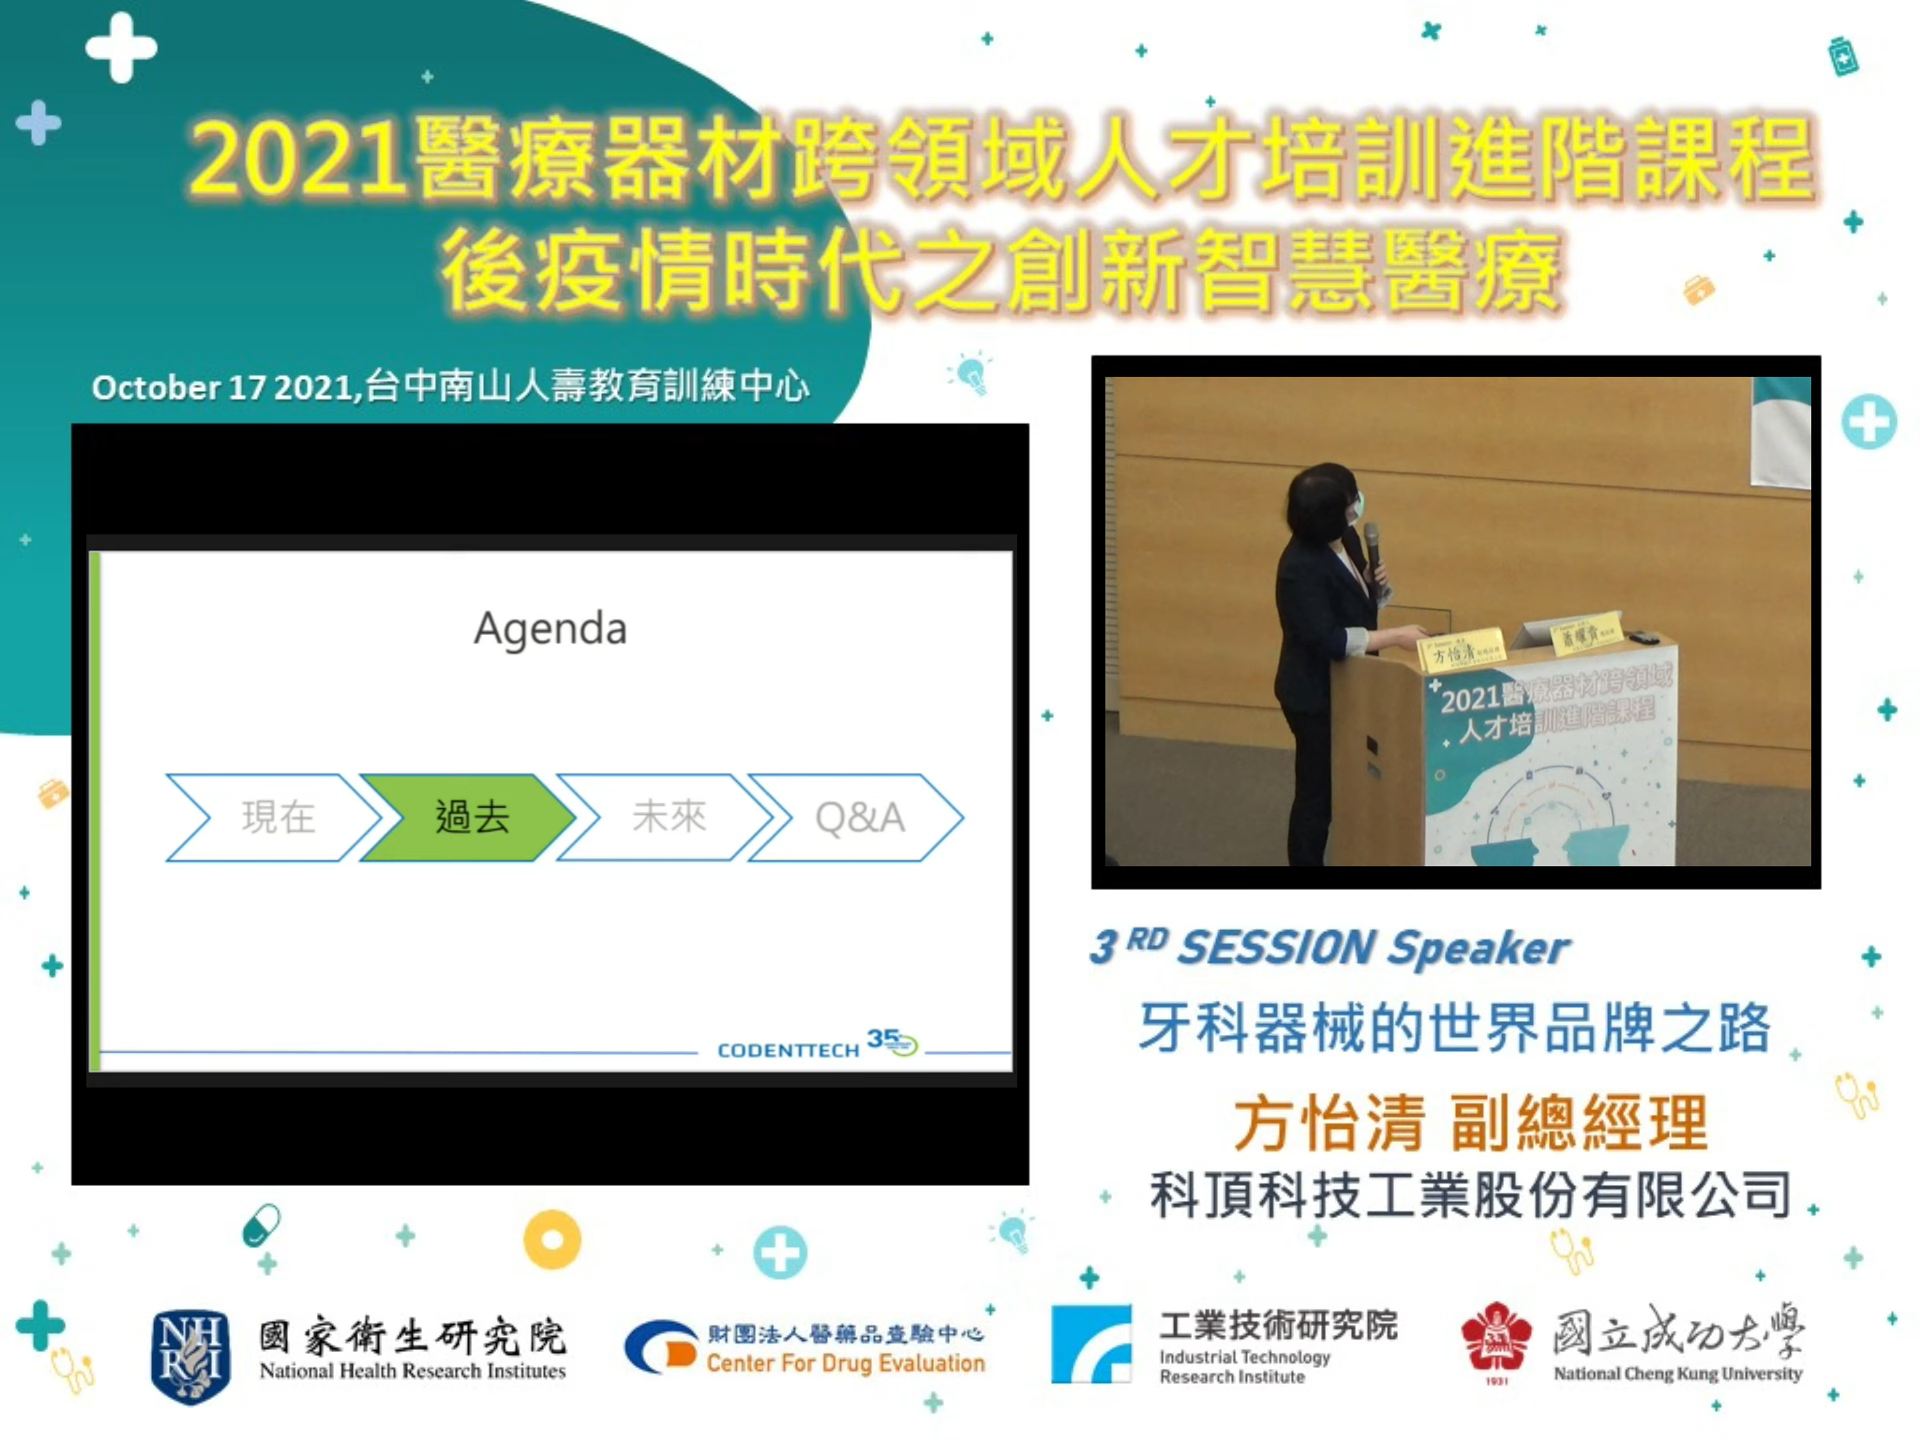 2021醫療器材跨領域人才培訓進階課程
後疫情時代之創新智慧醫療
October 17 2021,台中南山人壽教育訓練中心
Agenda
現在
過去
未來
Q&A
CODENTTECH 35
方怡清
2021醫療器材跨領域
人才培訓進階課程
3RD SESSION Speaker
牙科器械的世界品牌之路
方怡清 副總經理
科頂科技工業股份有限公司
NHRI
國家衛生研究院
National Health Research Institutes
財團法人醫藥品查驗中心
Center For Drug Evaluation
工業技術研究院
Industrial Technology
Research Institute
1931
國立成功大學
National Cheng Kung University